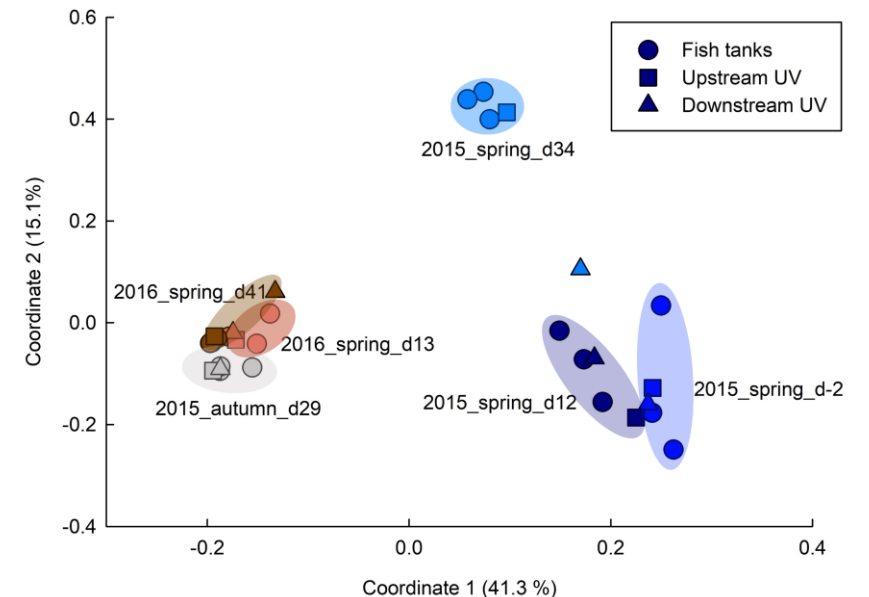 0.6
Fish tanks
Upstream UV
Downstream UV
0.4
2015_spring_d34
0.2
2016_spring_d41
0.0
2016_spring_d13
2015_spring_d-2
2015_autumn_d29
2015_spring_d12
-0.2
-0.4
-0.2 0.0 0.2 0.4
Coordinate 1 (41.3 %)
Coordinate 2 (15.1%)